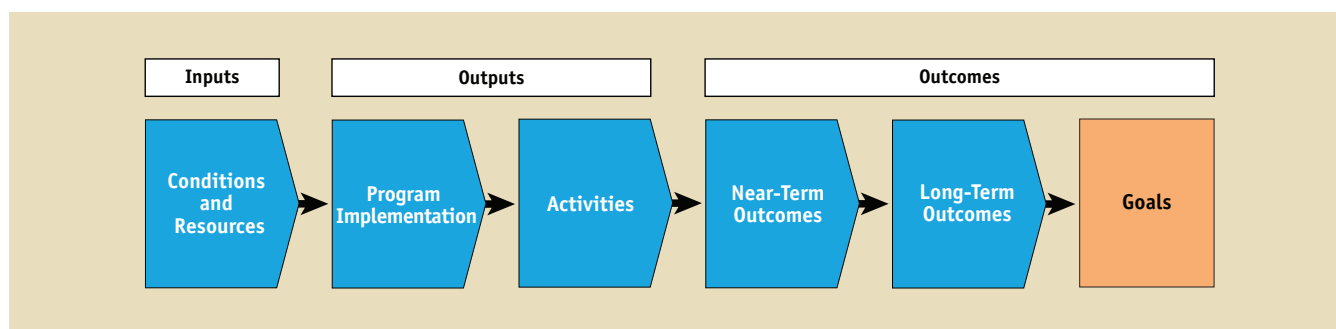 Inputs
Outputs
Outcomes
Conditions
and
Resources
Program
Implementation
Activities
Near-Term
Outcomes
Long-Term
Outcomes
Goals